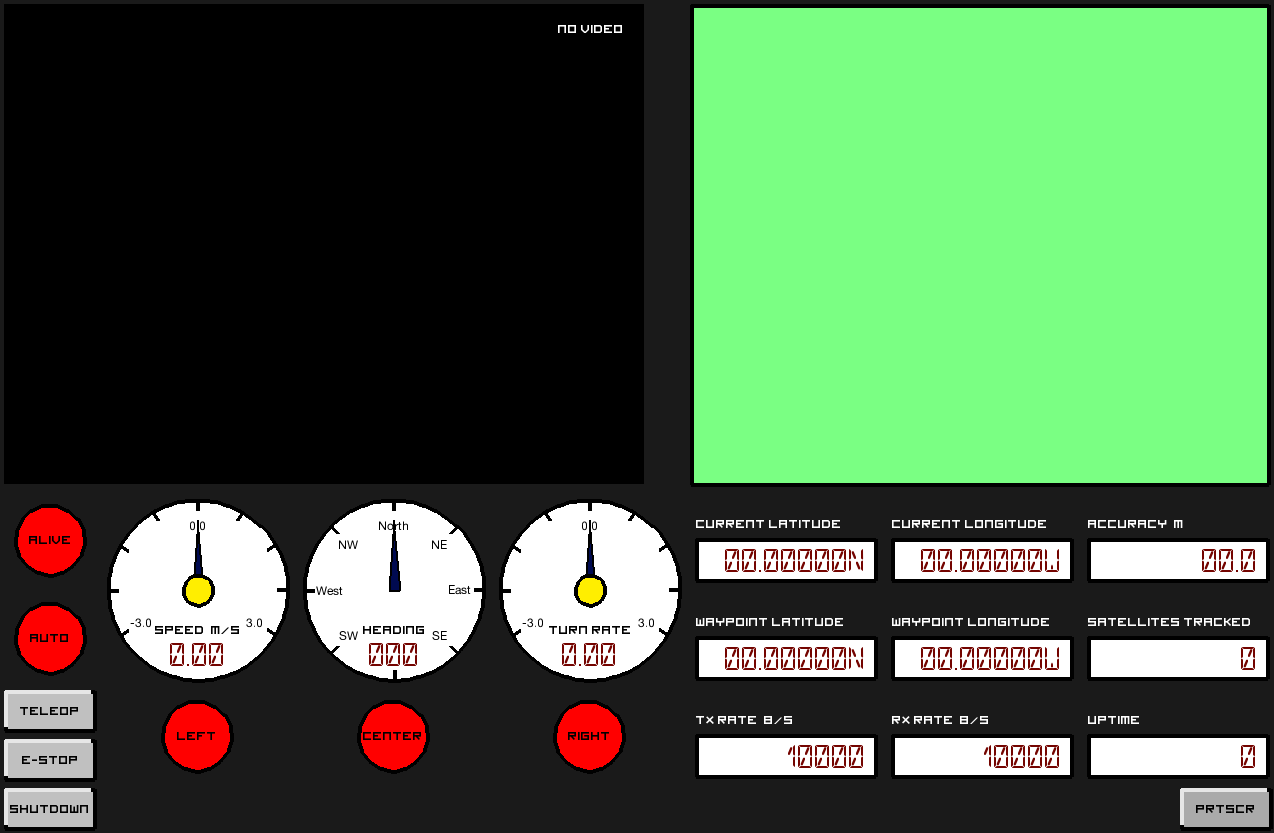 NO VIDEO
ALIVE
AUTO
TELEOP
E-STOP
SHUTDOWN
0.0
-3.0
3.0
SPEED M/S
0.00
North
NW
NE
West
East
SW
SE
HEADING
000
0.0
-3.0
3.0
TURN RATE
0.00
LEFT
CENTER
RIGHT
CURRENT LATITUDE
CURRENT LONGITUDE
ACCURACY M
00.00000N
00.00000W
00.0
WAYPOINT LATITUDE
WAYPOINT LONGITUDE
SATELLITES TRACKED
00.00000N
00.00000W
0
TX RATE B/S
RX RATE B/S
UPTIME
10000
10000
0
PRTSCR